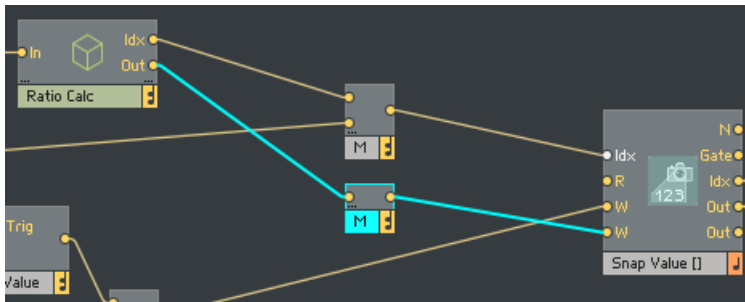 In
Idx
Out
Ratio Calc
M
M
Trig
Value
N
Idx
Gate
R
Idx
W
Out
W
Out
123
Snap Value []